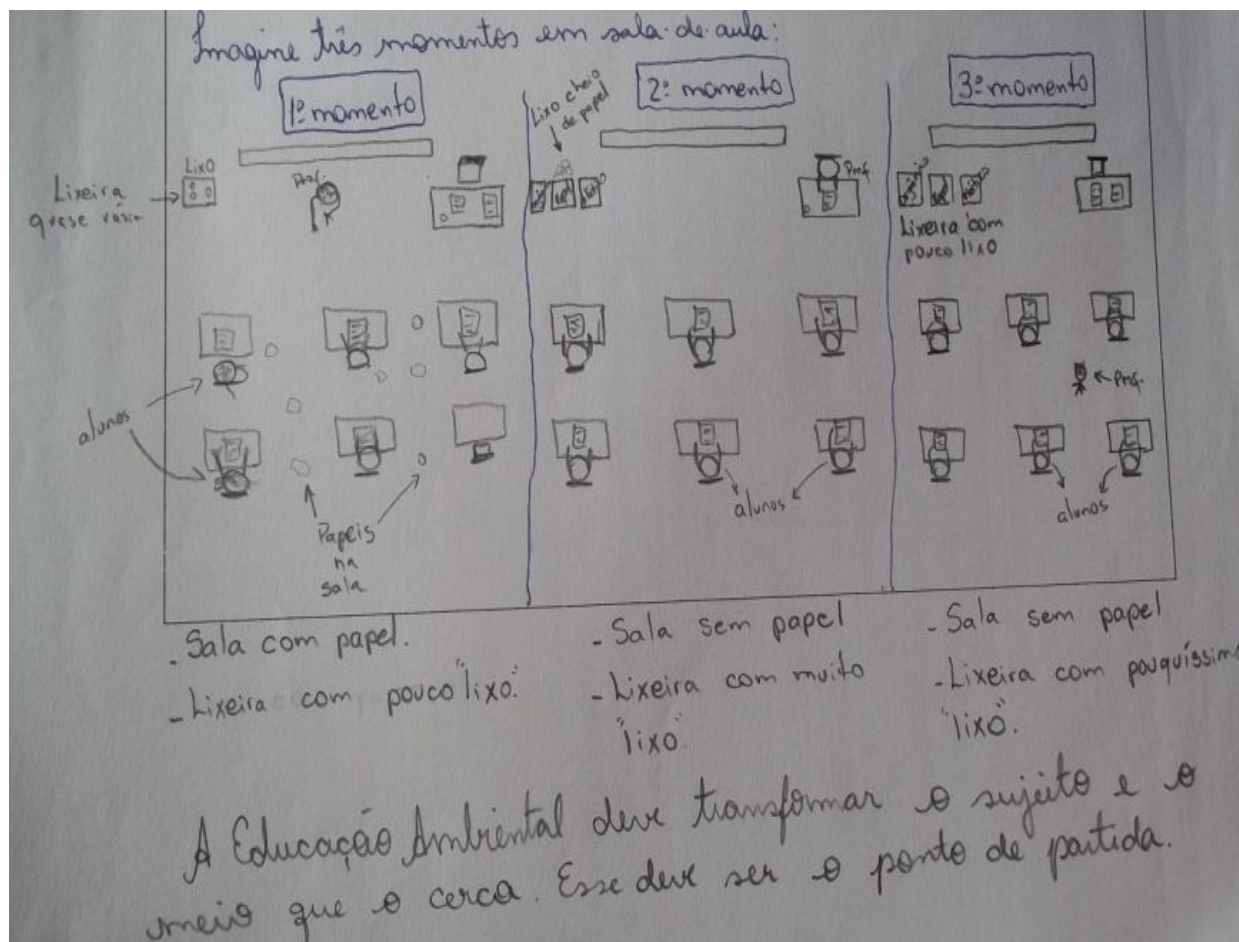 Imagine três momentos em sala de aula:
1º momento
Lixo
Lixeira
quase vazia
Prof.
alunos
Papeis
na
sala
2º momento
Lixo cheio
de papel
Prof.
alunos
3º momento
Lixeira com
pouco lixo
Prof.
alunos
- Sala com papel.
- Lixeira com pouco "lixo".
- Sala sem papel
- Lixeira com muito
"lixo".
- Sala sem papel
- Lixeira com pouquíssimo
"lixo".
A Educação Ambiental deve transformar o sujeito e o
meio que o cerca. Esse deve ser o ponto de partida.